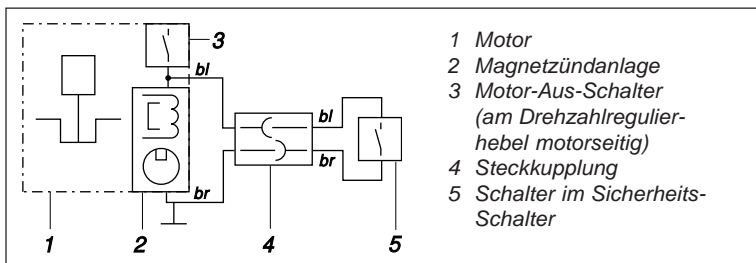 3
bl
bl
br
br
1
2
4
5
1 Motor
2 Magnetzündanlage
3 Motor-Aus-Schalter
(am Drehzahlregulier-
hebel motorseitig)
4 Steckkupplung
5 Schalter im Sicherheits-
Schalter